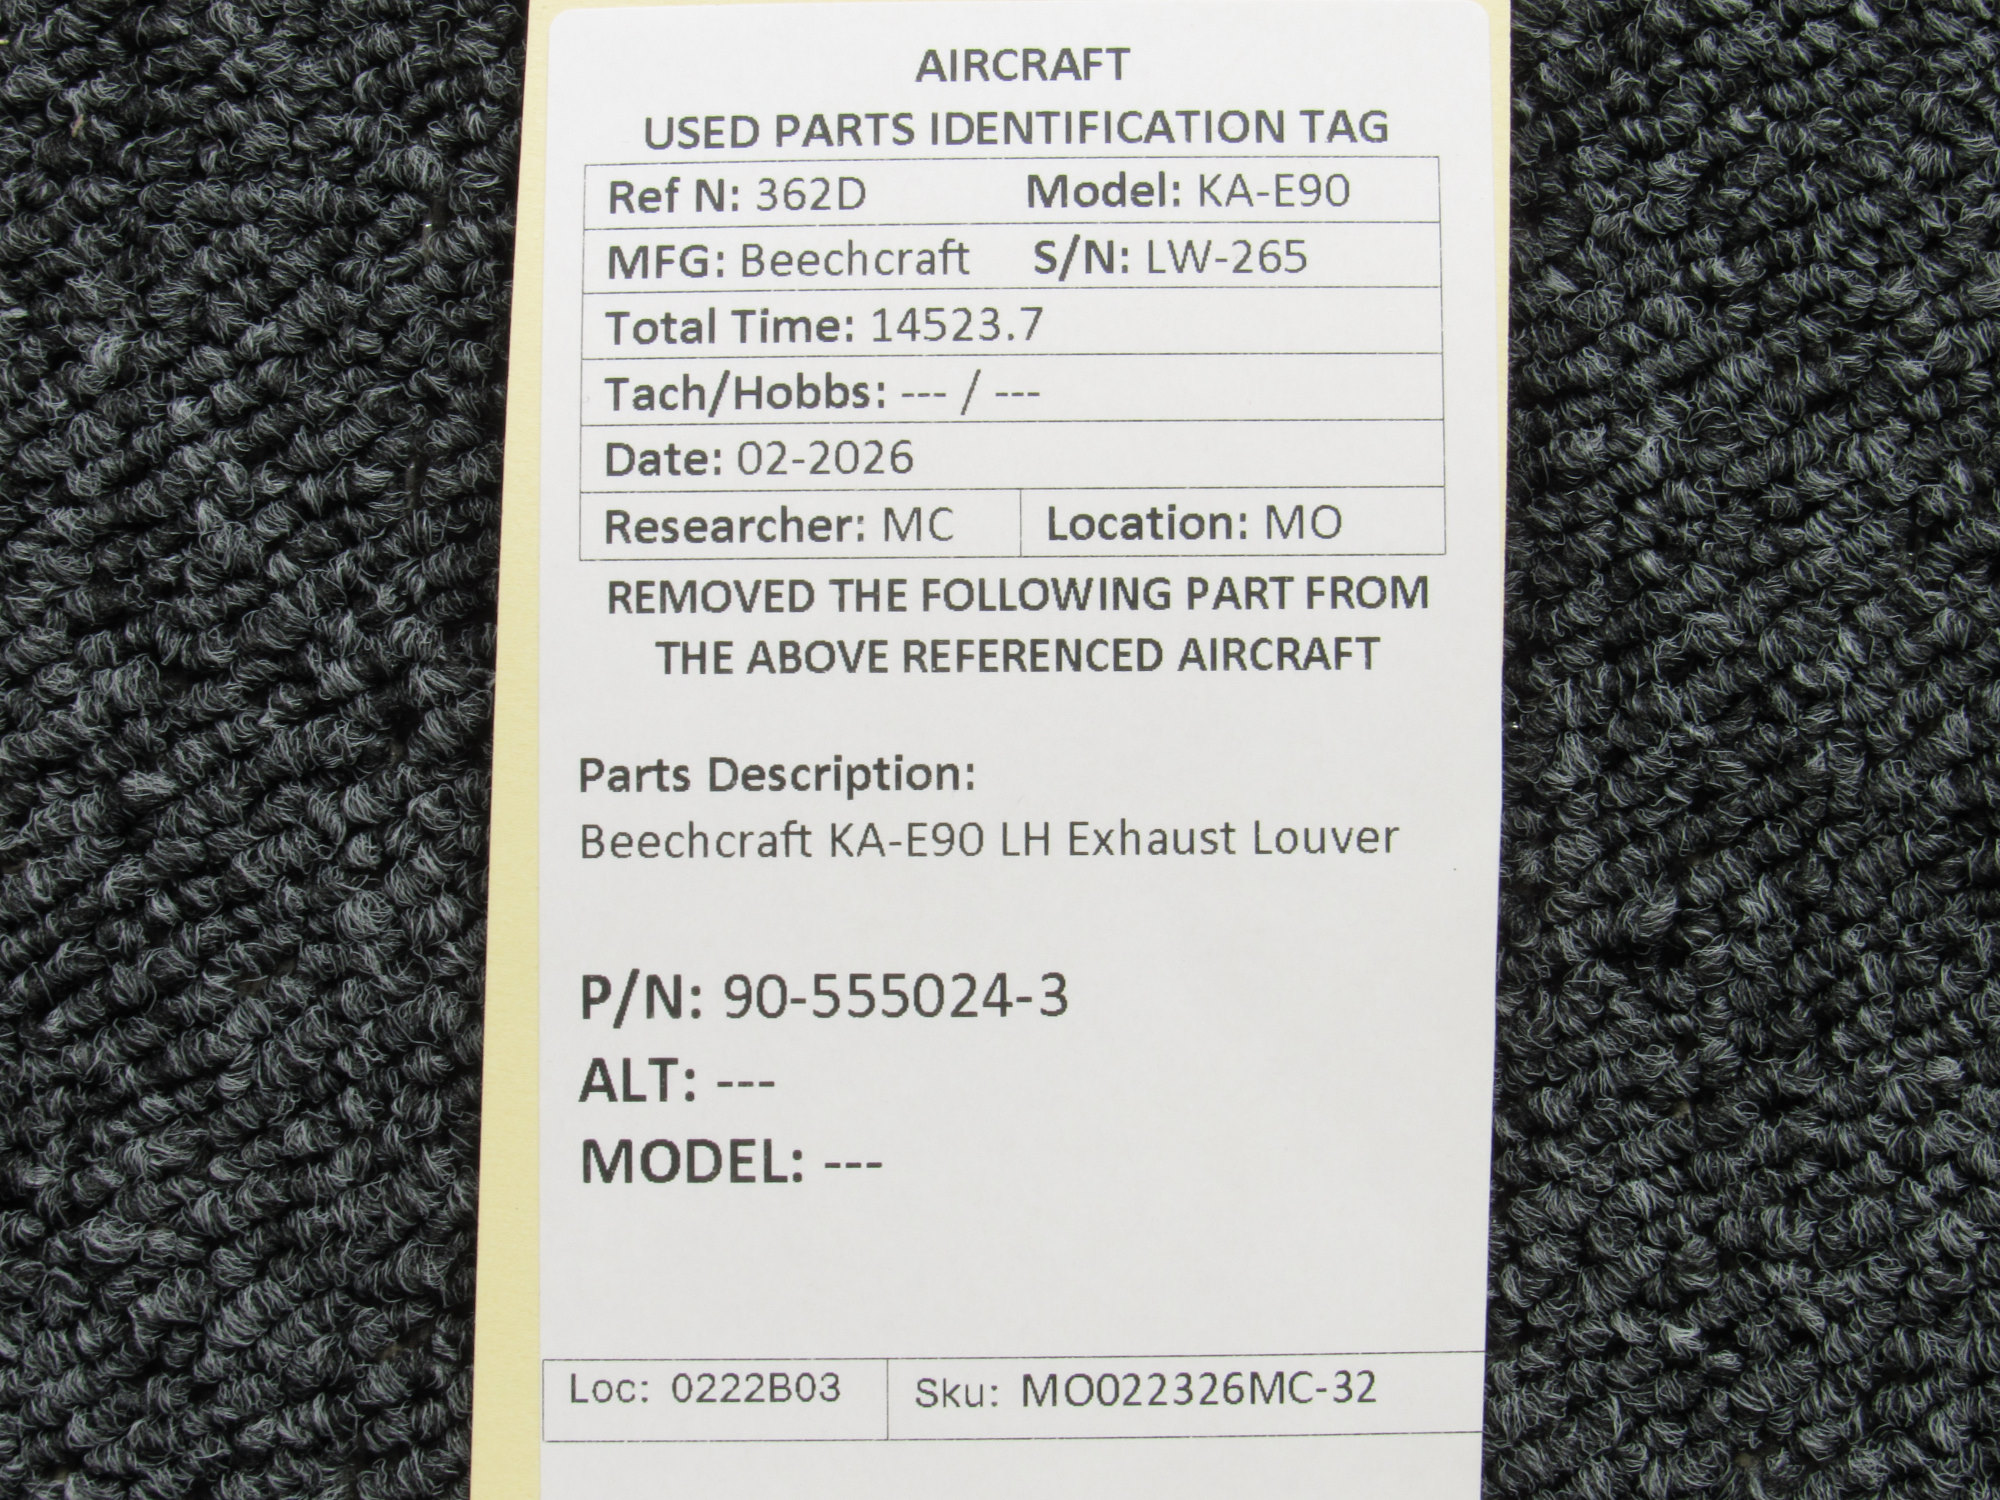 AIRCRAFT
USED PARTS IDENTIFICATION TAG
Ref N: 362D Model: KA-E90
MFG: Beechcraft S/N: LW-265
Total Time: 14523.7
Tach/Hobbs: --- / ---
Date: 02-2026
Researcher: MC Location: MO
REMOVED THE FOLLOWING PART FROM
THE ABOVE REFERENCED AIRCRAFT
Parts Description:
Beechcraft KA-E90 LH Exhaust Louver
P/N: 90-555024-3
ALT: ---
MODEL: ---
Loc: 0222B03 Sku: MO022326MC-32